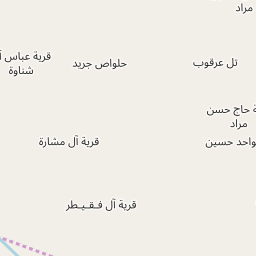 مراد
قرية عباس آ
شناوة
حلواص جريد
تل عرقوب
ة حاج حسن
مراد
قرية آل مشارة
واحد حسين
قرية آل فـقـيـطر